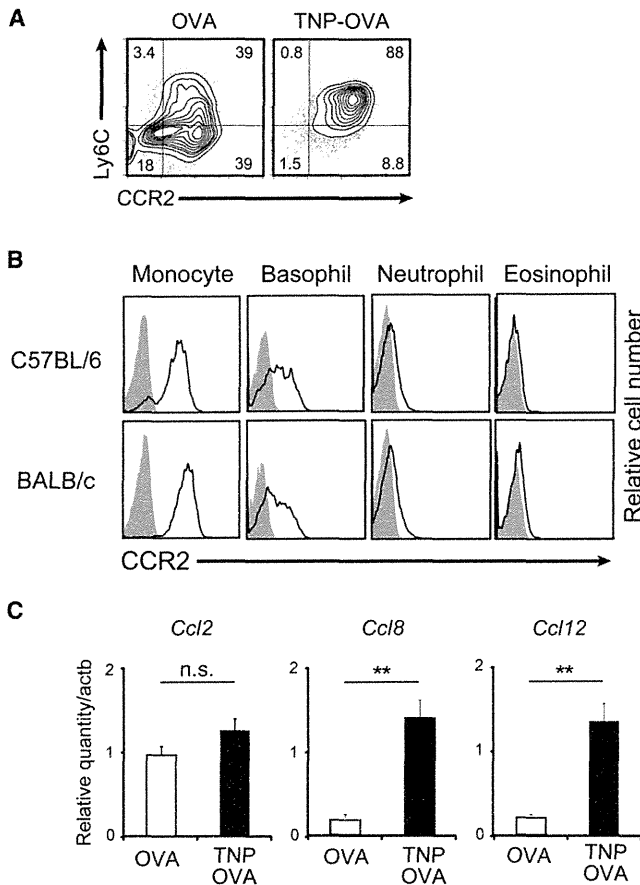 A
OVA TNP-OVA
3.4 39 0.8 88
Ly6C
18 39 1.5 8.8
CCR2
B
Monocyte Basophil Neutrophil Eosinophil
C57BL/6
BALB/c
Relative cell number
CCR2
C
Ccl2 Ccl8 Ccl12
Relative quantity/actb
2 2 2
n.s. ** **
1 1 1
0 0 0
OVA TNP OVA OVA TNP OVA OVA TNP OVA